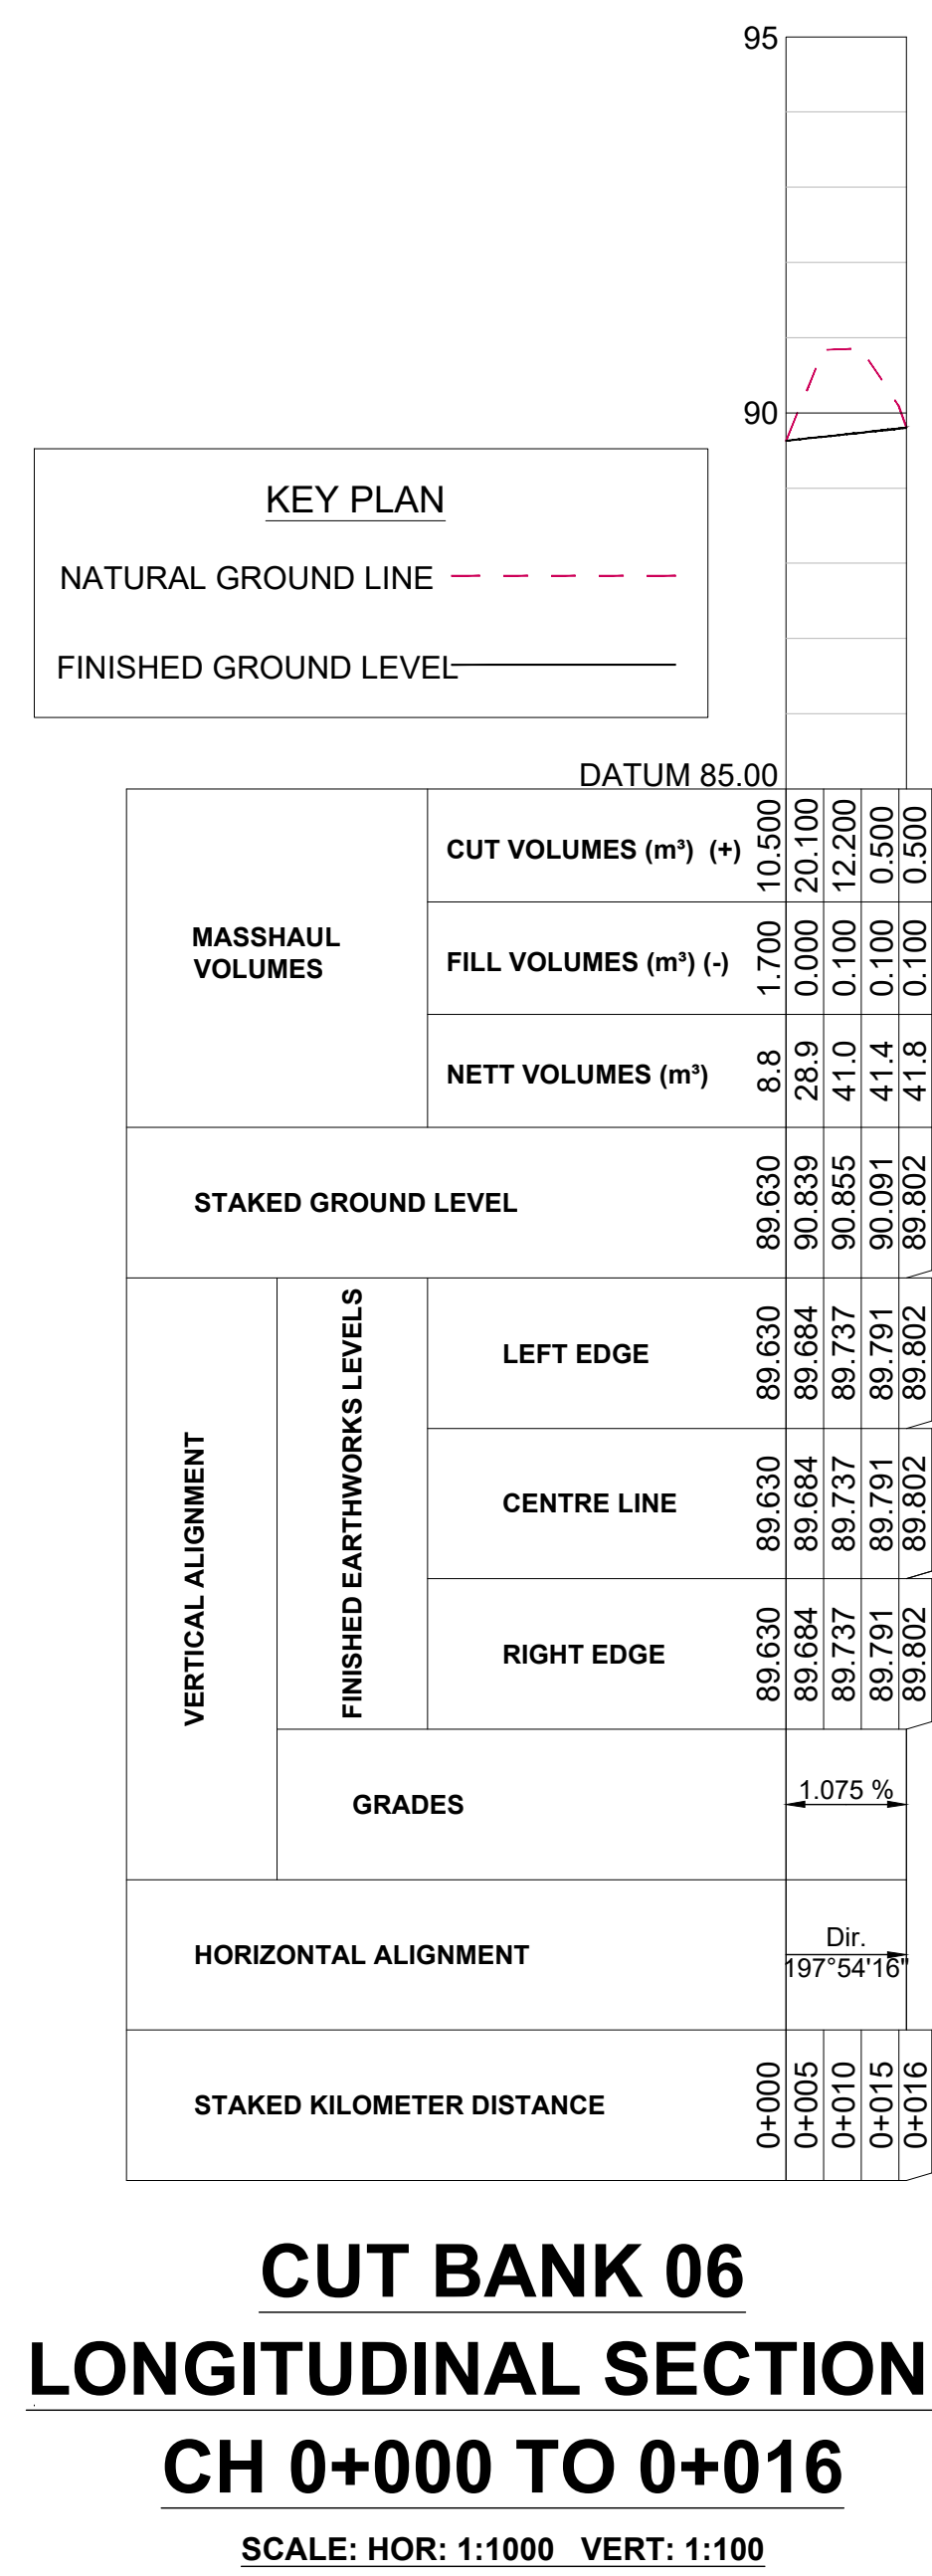 95
90
KEY PLAN
NATURAL GROUND LINE
FINISHED GROUND LEVEL
DATUM 85.00
MASSHAUL
VOLUMES
CUT VOLUMES (m³) (+)
10.500 20.100 12.200 0.500 0.500
FILL VOLUMES (m³) (-)
1.700 0.000 0.100 0.100 0.100
NETT VOLUMES (m³)
8.8 28.9 41.0 41.4 41.8
STAKED GROUND LEVEL
89.630 90.839 90.855 90.091 89.802
VERTICAL ALIGNMENT
FINISHED EARTHWORKS LEVELS
LEFT EDGE
89.630 89.684 89.737 89.791 89.802
CENTRE LINE
89.630 89.684 89.737 89.791 89.802
RIGHT EDGE
89.630 89.684 89.737 89.791 89.802
GRADES
1.075 %
HORIZONTAL ALIGNMENT
Dir.
197°54'16"
STAKED KILOMETER DISTANCE
0+000 0+005 0+010 0+015 0+016
CUT BANK 06
LONGITUDINAL SECTION
CH 0+000 TO 0+016
SCALE: HOR: 1:1000 VERT: 1:100